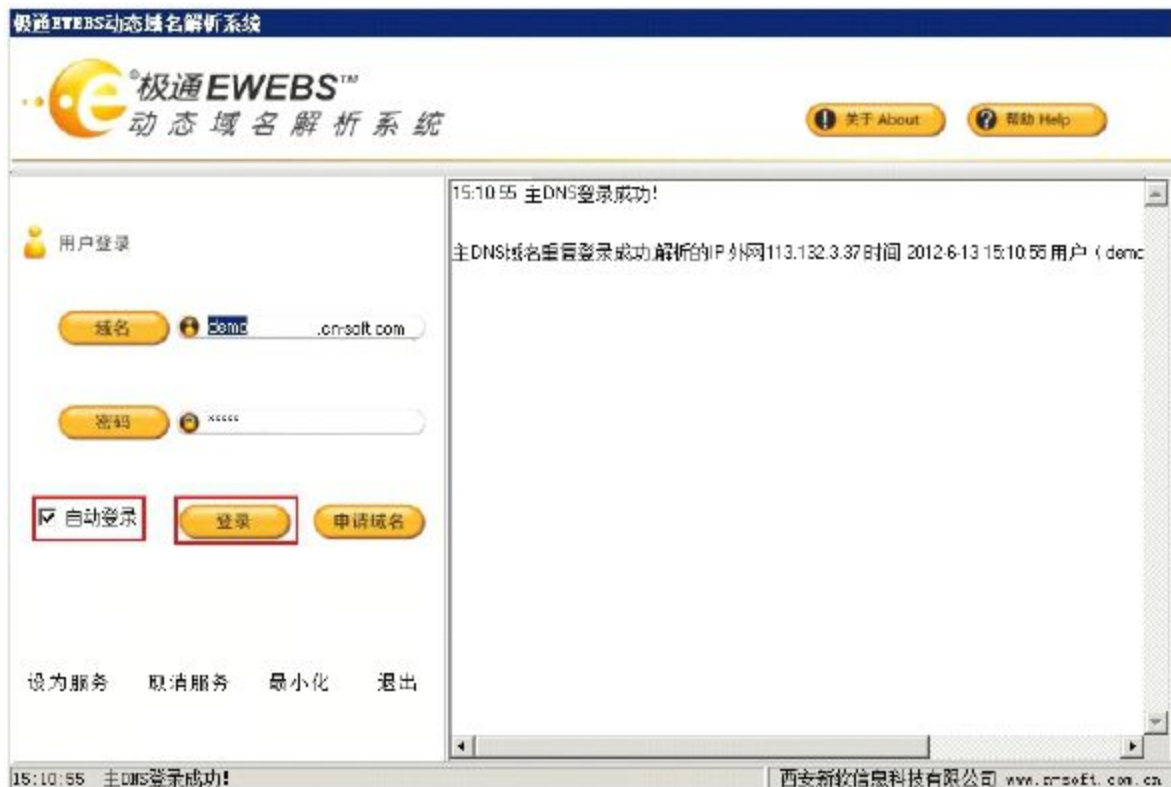 极通EWEBS动态域名解析系统
极通EWEBS™
动态域名解析系统
关于 About
帮助 Help
用户登录
域名 demo .cn-soft.com
密码 *****
自动登录
登录
申请域名
设为服务 取消服务 最小化 退出
15:10:55 主DNS登录成功!
主DNS域名重复登录成功,解析的IP 外网113.132.3.37 时间 2012-6-13 15:10:55 用户 ( demo
15:10:55 主DNS登录成功!
西安新软信息科技有限公司 www.n-soft.com.cn